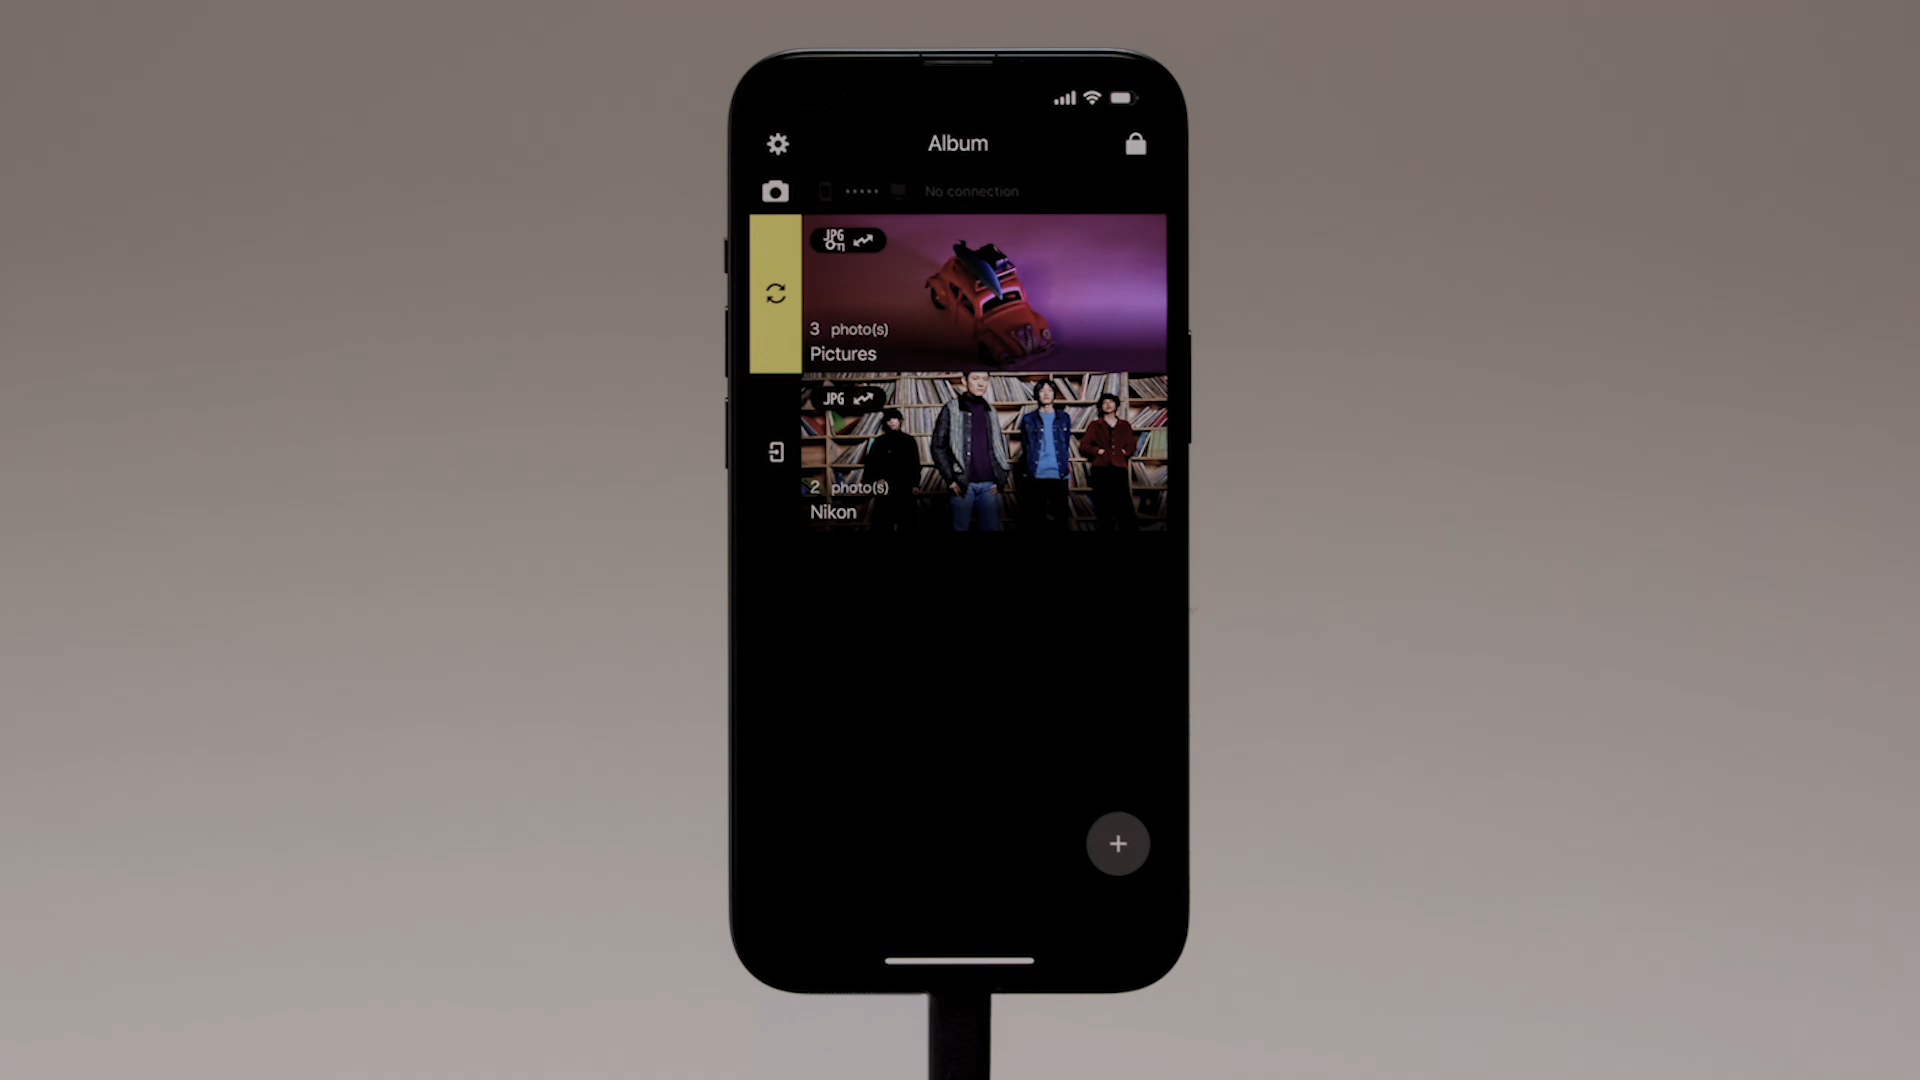 Album
No connection
JPG
3 photo(s)
Pictures
JPG
2 photo(s)
Nikon